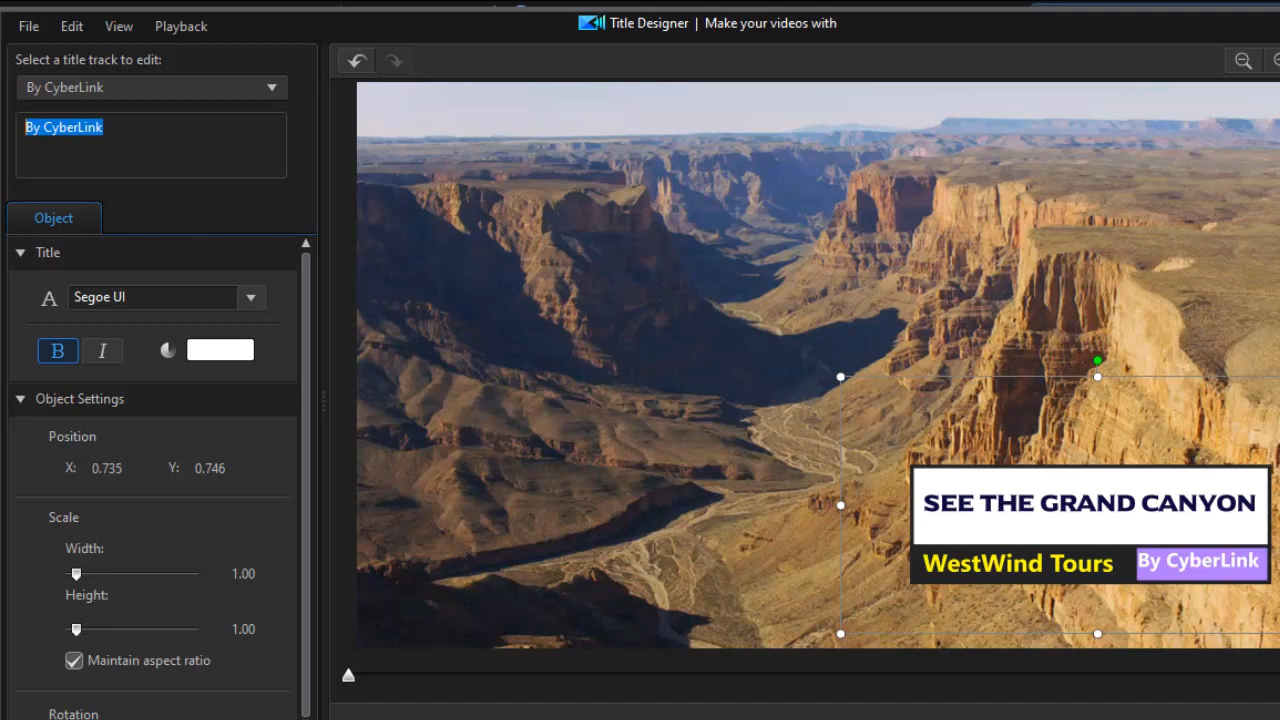 File Edit View Playback
Title Designer | Make your videos with
Select a title track to edit:
By CyberLink
By CyberLink
Object
Title
A Segoe UI
B I
Object Settings
Position
X: 0.735 Y: 0.746
Scale
Width:
1.00
Height:
1.00
Maintain aspect ratio
Rotation
SEE THE GRAND CANYON
WestWind Tours By CyberLink